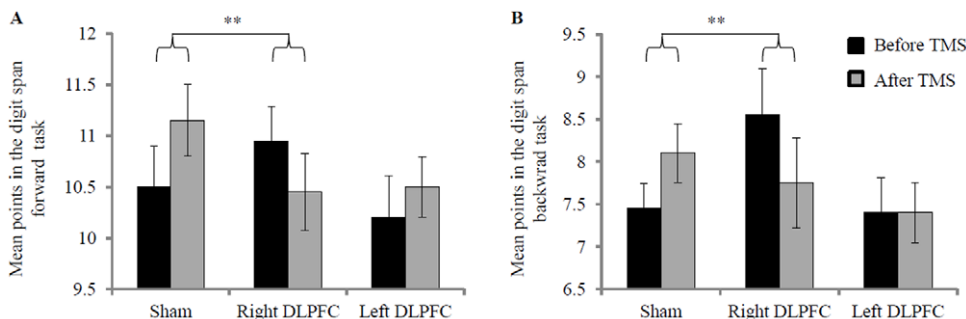 A
**
Mean points in the digit span
forward task
12
11.5
11
10.5
10
9.5
Sham
Right DLPFC
Left DLPFC
B
**
Mean points in the digit span
backwrad task
9.5
9
8.5
8
7.5
7
6.5
Sham
Right DLPFC
Left DLPFC
Before TMS
After TMS